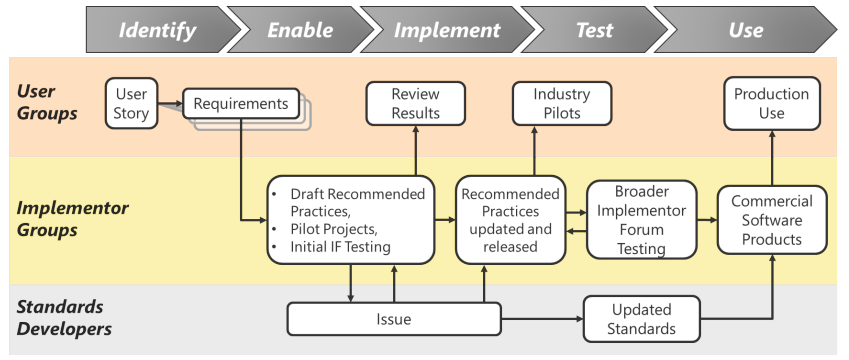 Identify
Enable
Implement
Test
Use
User
Groups
User
Story
Requirements
Review
Results
Industry
Pilots
Production
Use
Implementor
Groups
• Draft Recommended
Practices,
• Pilot Projects,
• Initial IF Testing
Recommended
Practices
updated and
released
Broader
Implementor
Forum
Testing
Commercial
Software
Products
Standards
Developers
Issue
Updated
Standards